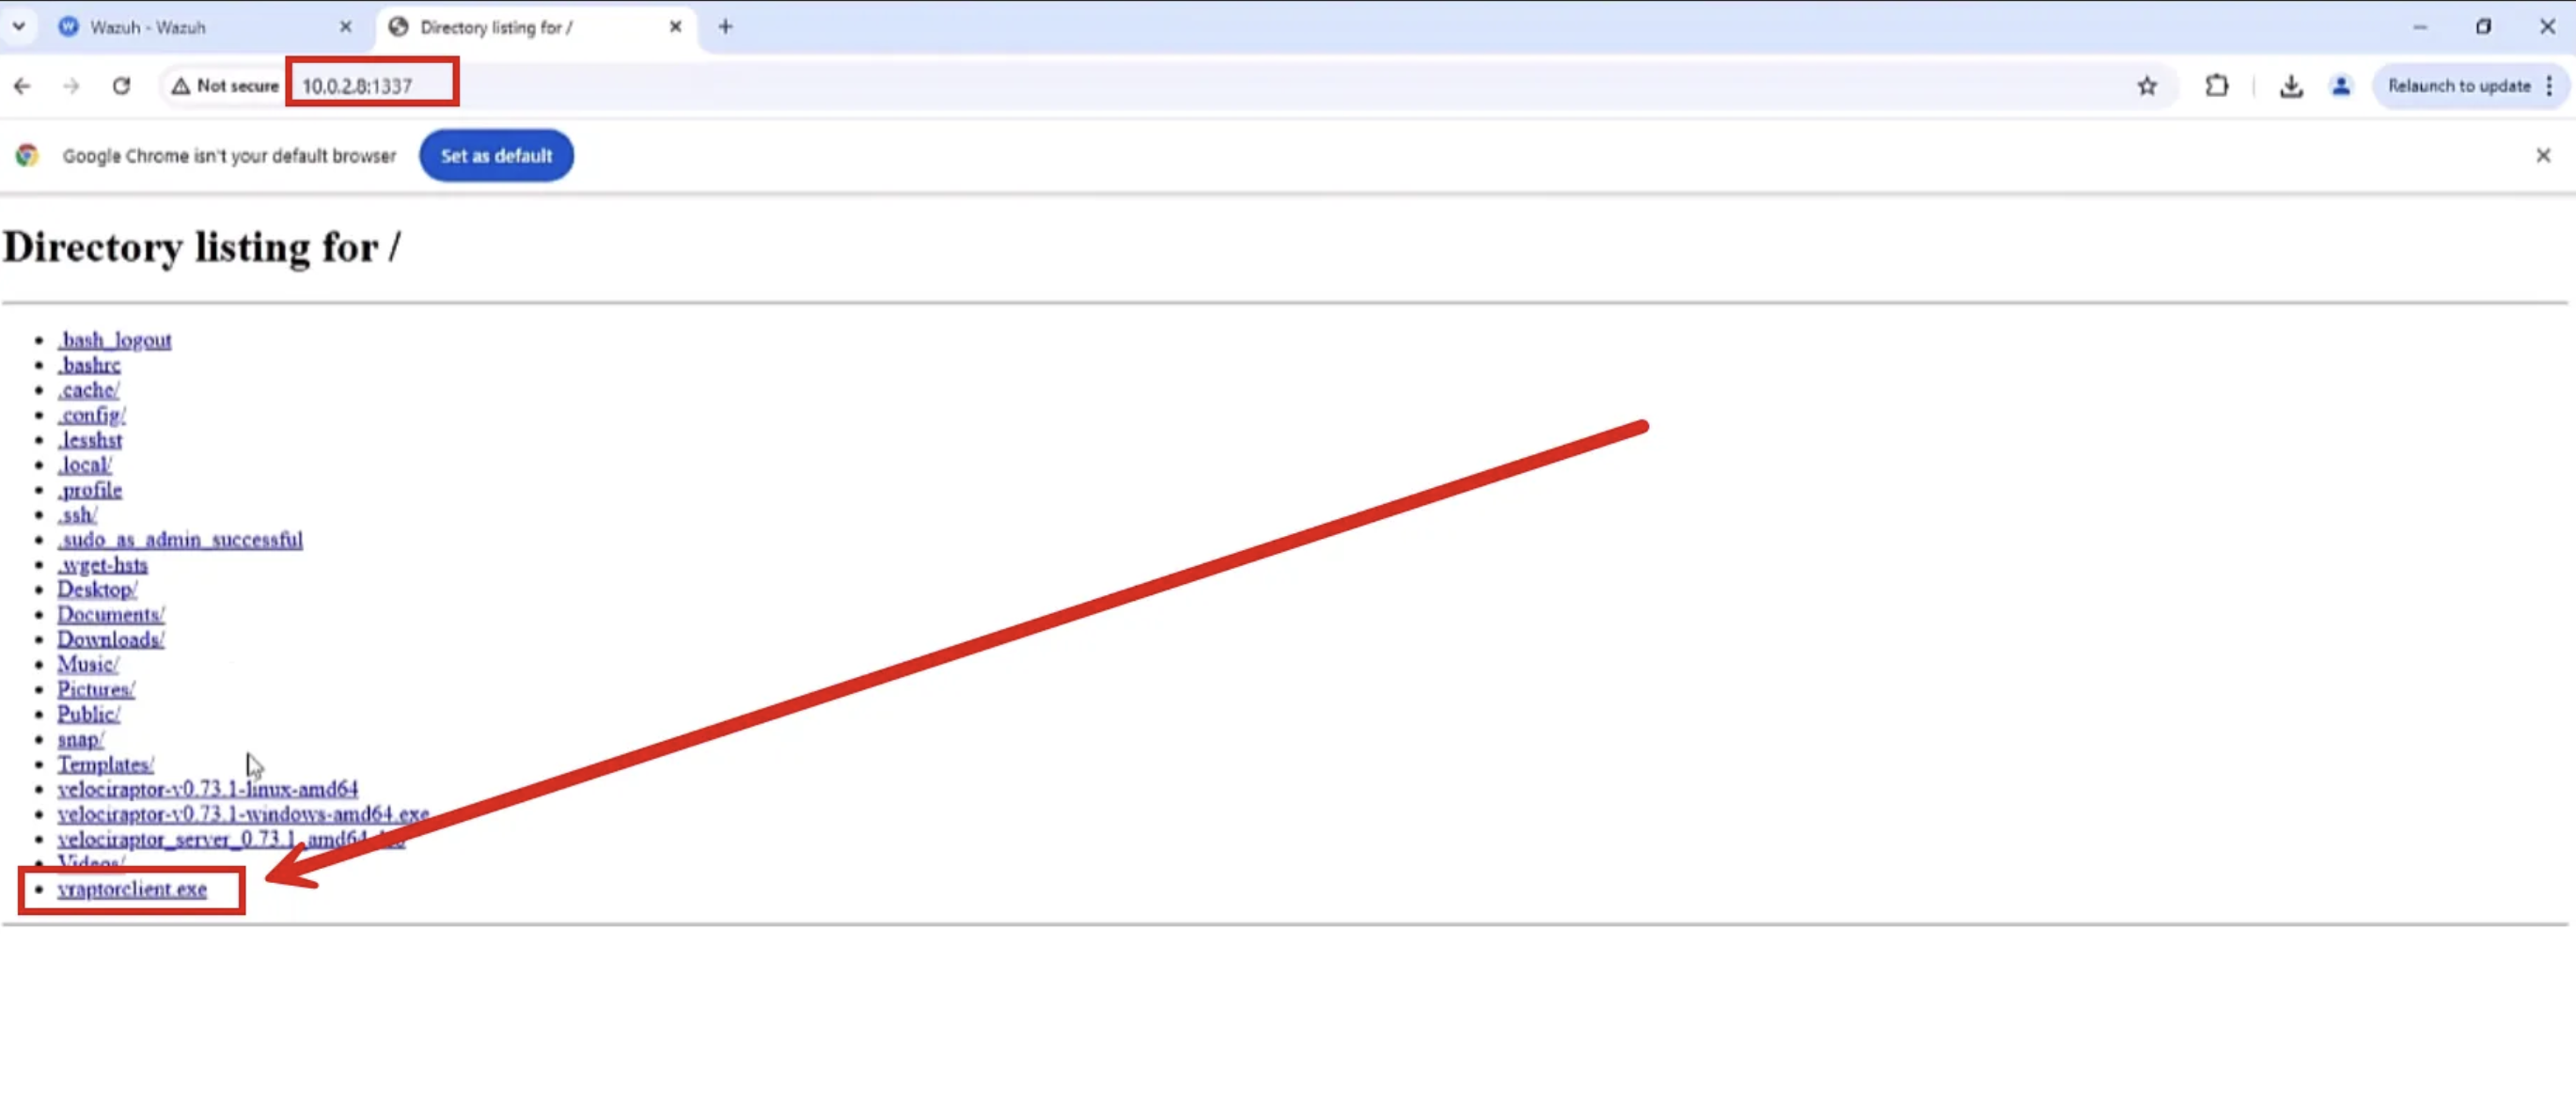 Wazuh - Wazuh
Directory listing for /
Not secure
10.0.2.8:1337
Relaunch to update
Google Chrome isn't your default browser
Set as default
Directory listing for /
.bash_logout
.bashrc
.cache/
.config/
.lesshst
.local/
.profile
.ssh/
.sudo_as_admin_successful
.wget-hsts
Desktop/
Documents/
Downloads/
Music/
Pictures/
Public/
snap/
Templates/
velociraptor-v0.73.1-linux-amd64
velociraptor-v0.73.1-windows-amd64.exe
velociraptor_server_0.73.1_amd64
Videos/
vraptorclient.exe